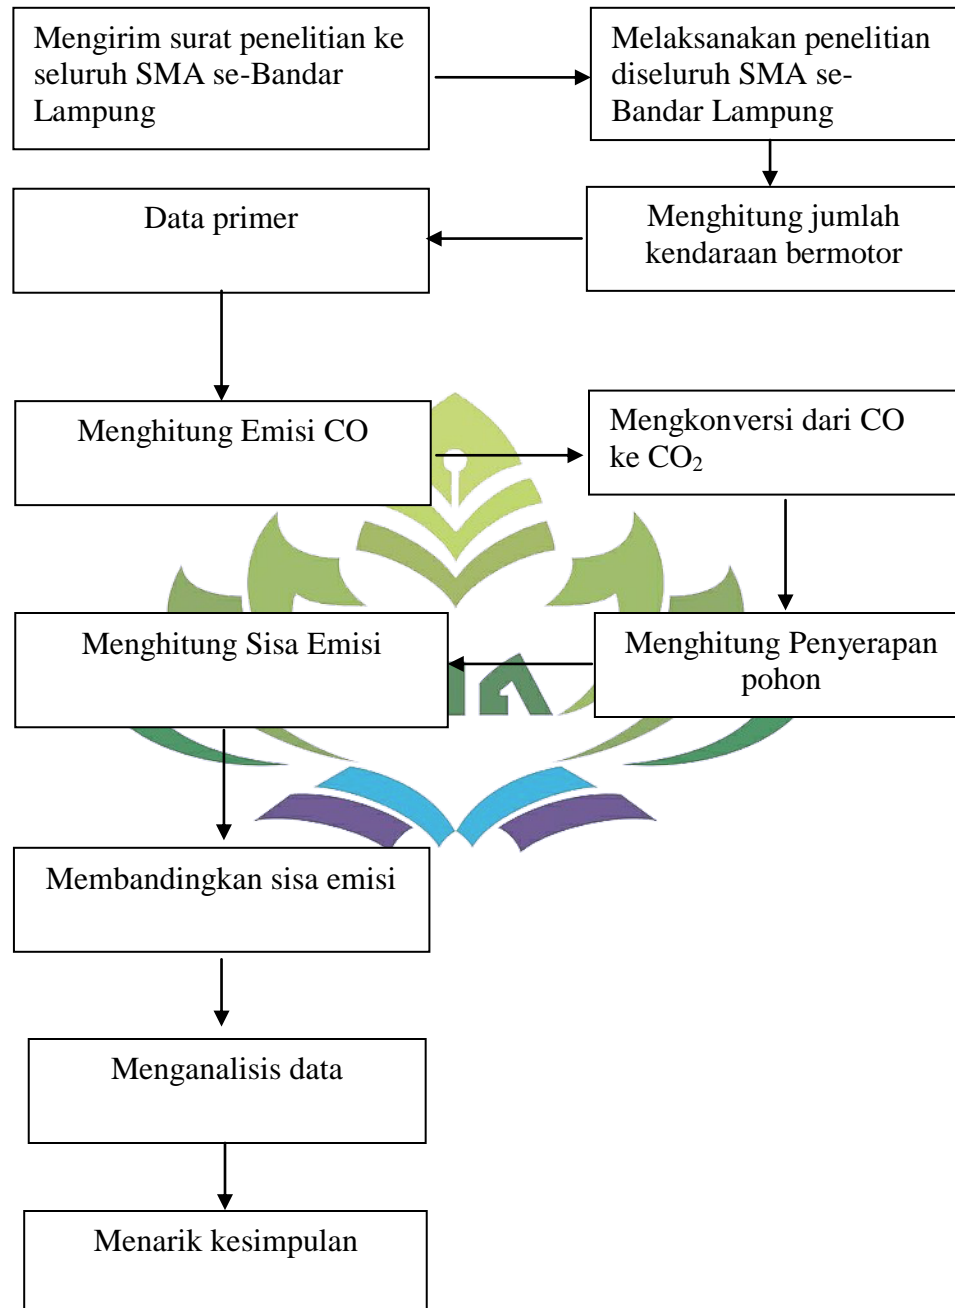 Mengirim surat penelitian ke
seluruh SMA se-Bandar
Lampung
Melaksanakan penelitian
diseluruh SMA se-
Bandar Lampung
Menghitung jumlah
kendaraan bermotor
Data primer
Menghitung Emisi CO
Mengkonversi dari CO
ke CO₂
Menghitung Penyerapan
pohon
Menghitung Sisa Emisi
Membandingkan sisa emisi
Menganalisis data
Menarik kesimpulan